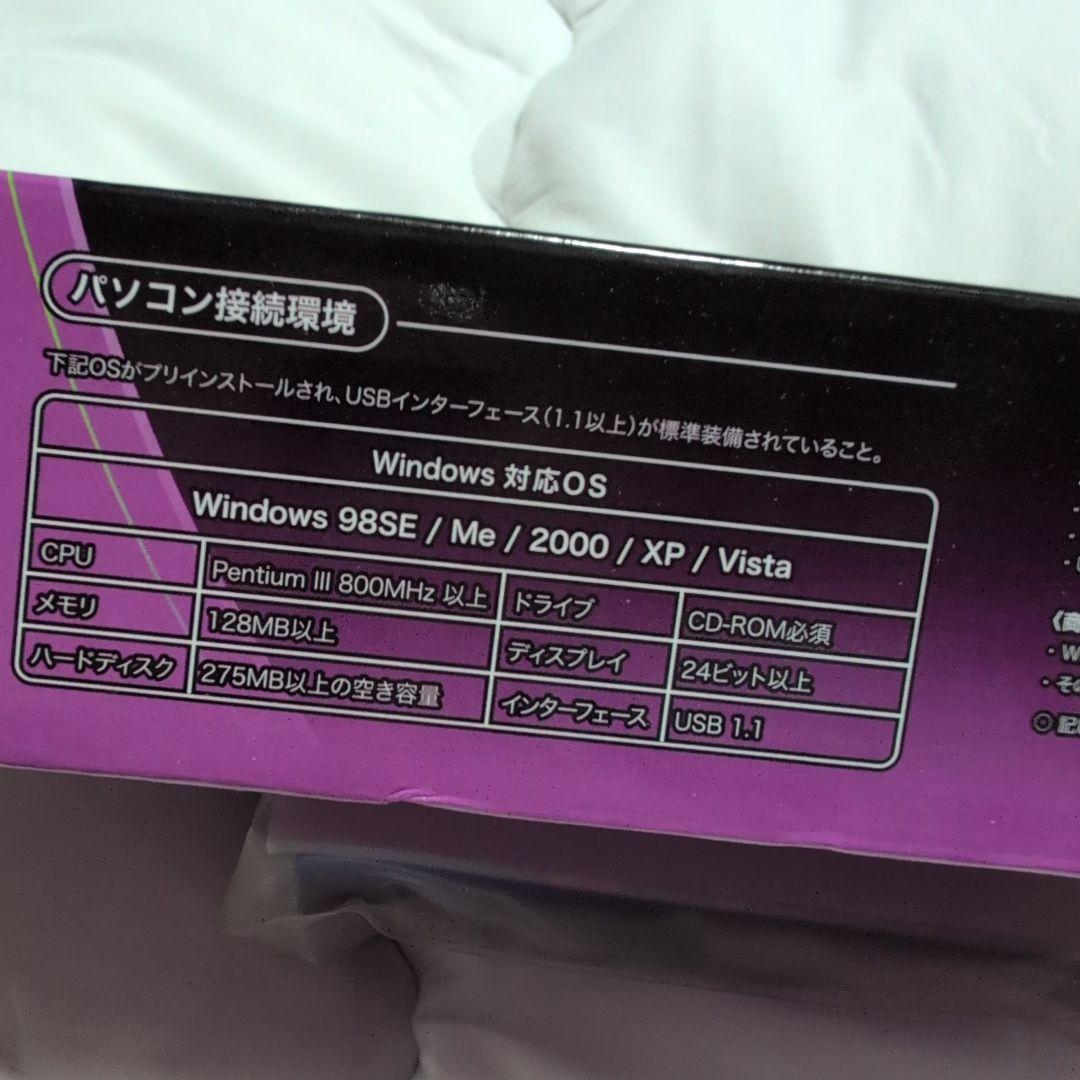 パソコン接続環境
下記OSがプリインストールされ、USBインターフェース(1.1以上)が標準装備されていること。
Windows 対応OS
Windows 98SE / Me / 2000 / XP / Vista
CPU Pentium III 800MHz 以上 ドライブ CD-ROM必須
メモリ 128MB以上 ディスプレイ 24ビット以上
ハードディスク 275MB以上の空き容量 インターフェース USB 1.1
・W
・その